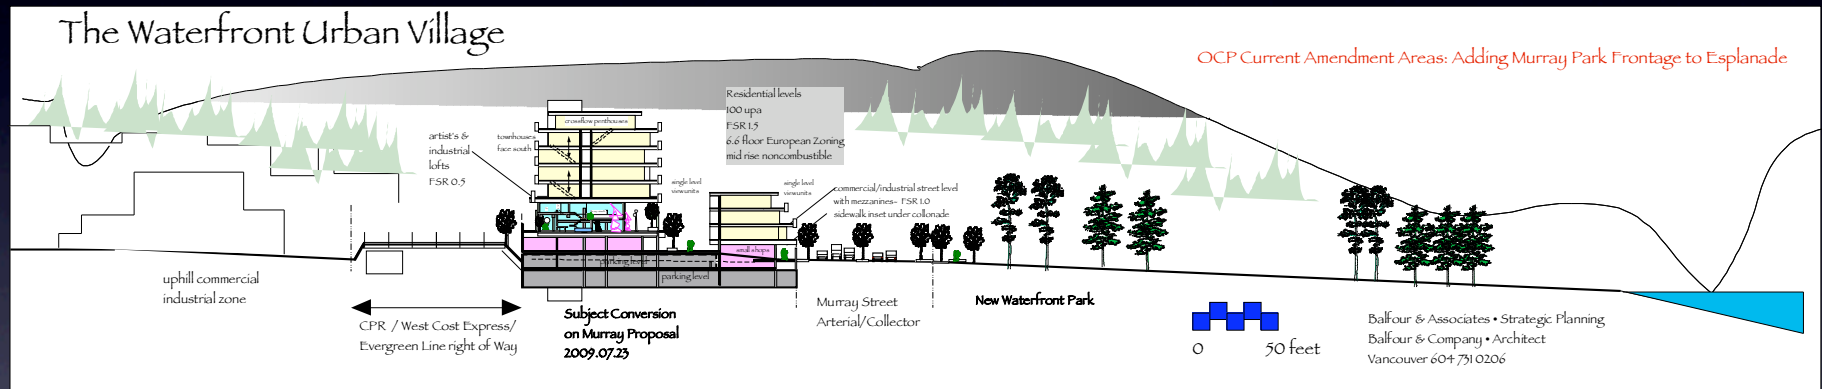 The Waterfront Urban Village
OCP Current Amendment Areas: Adding Murray Park Frontage to Esplanade
Residential levels
100 upa
FSR 1.5
6.6 floor European Zoning
mid rise noncombustible
crossflow penthouses
artist's &
industrial
lofts
FSR 0.5
townhouses
face south
single level
viewunits
single level
viewunits
commercial/industrial street level
with mezzanines- FSR 1.0
sidewalk inset under collonade
small shops
parking level
parking level
uphill commercial
industrial zone
CPR / West Cost Express/
Evergreen Line right of Way
Subject Conversion
on Murray Proposal
2009.07.23
Murray Street
Arterial/Collector
New Waterfront Park
0 50 feet
Balfour & Associates • Strategic Planning
Balfour & Company • Architect
Vancouver 604 731 0206